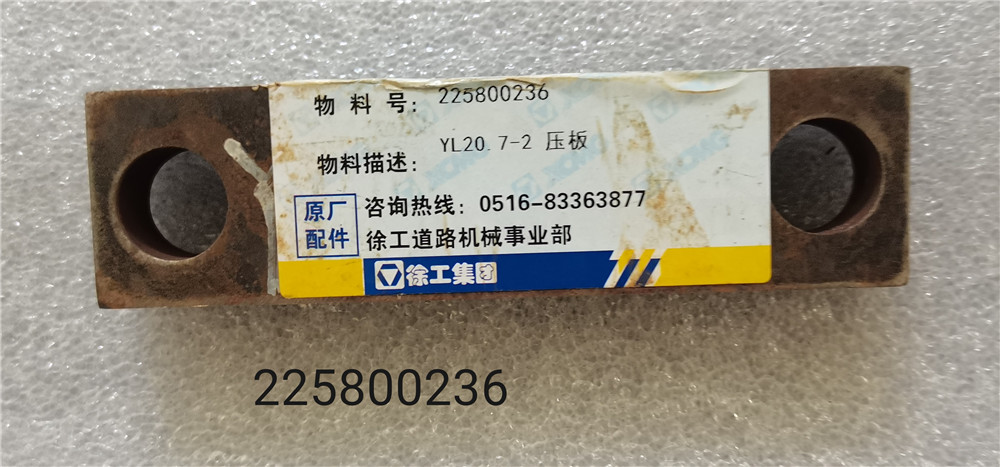 物料号: 225800236
物料描述: YL20.7-2 压板
原厂配件
咨询热线: 0516-83363877
徐工道路机械事业部
徐工集团
225800236